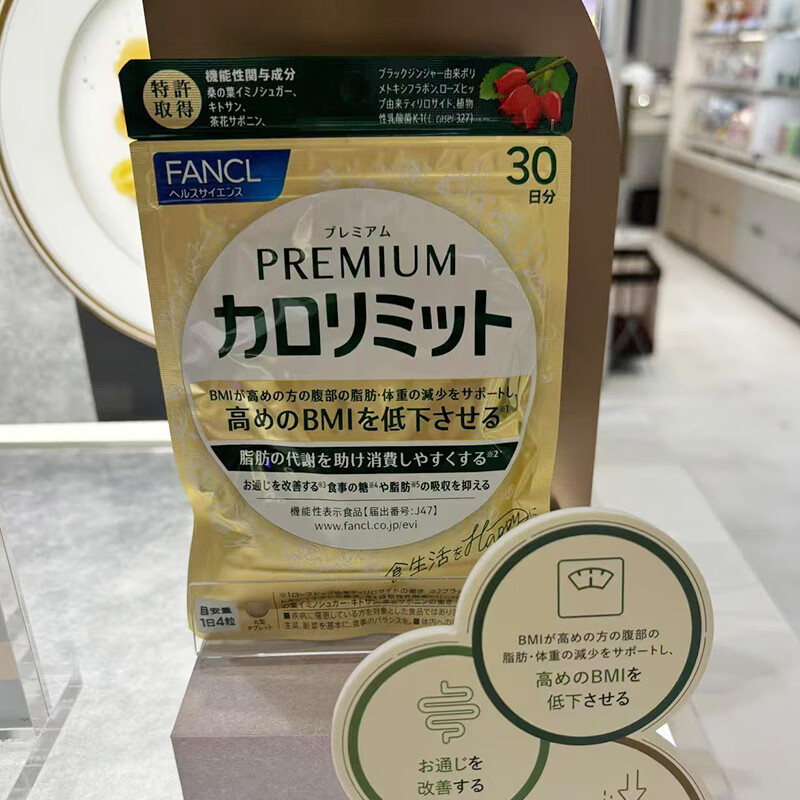 特許
取得
機能性関与成分
桑の葉イミノシュガー、
キトサン、
茶花サポニン、
ブラックジンジャー由来ポリ
メトキシフラボン、ローズヒッ
プ由来ティリロサイド、植物
性乳酸菌K-1(L. casei 327)
FANCL
ヘルスサイエンス
30
日分
プレミアム
PREMIUM
カロリミット
BMIが高めの方の腹部の脂肪・体重の減少をサポートし、
高めのBMIを低下させる※1
脂肪の代謝を助け消費しやすくする※2
お通じを改善する※3食事の糖※4や脂肪※5の吸収を抑える
機能性表示食品【届出番号:J47】
www.fancl.co.jp/evi
食生活をHappyに
目安量
1日4粒
丸型
タブレット
BMIが高めの方の腹部の
脂肪・体重の減少をサポートし、
高めのBMIを
低下させる
お通じを
改善する